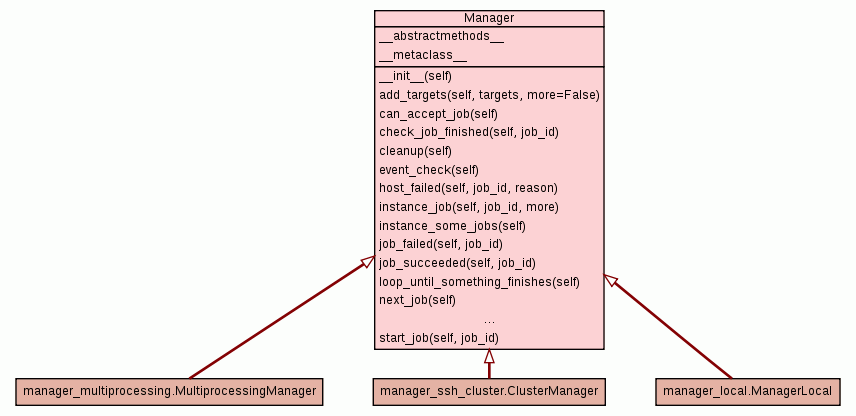 Manager
__abstractmethods__
__metaclass__
__init__(self)
add_targets(self, targets, more=False)
can_accept_job(self)
check_job_finished(self, job_id)
cleanup(self)
event_check(self)
host_failed(self, job_id, reason)
instance_job(self, job_id, more)
instance_some_jobs(self)
job_failed(self, job_id)
job_succeeded(self, job_id)
loop_until_something_finishes(self)
next_job(self)
...
start_job(self, job_id)
manager_multiprocessing.MultiprocessingManager
manager_ssh_cluster.ClusterManager
manager_local.ManagerLocal